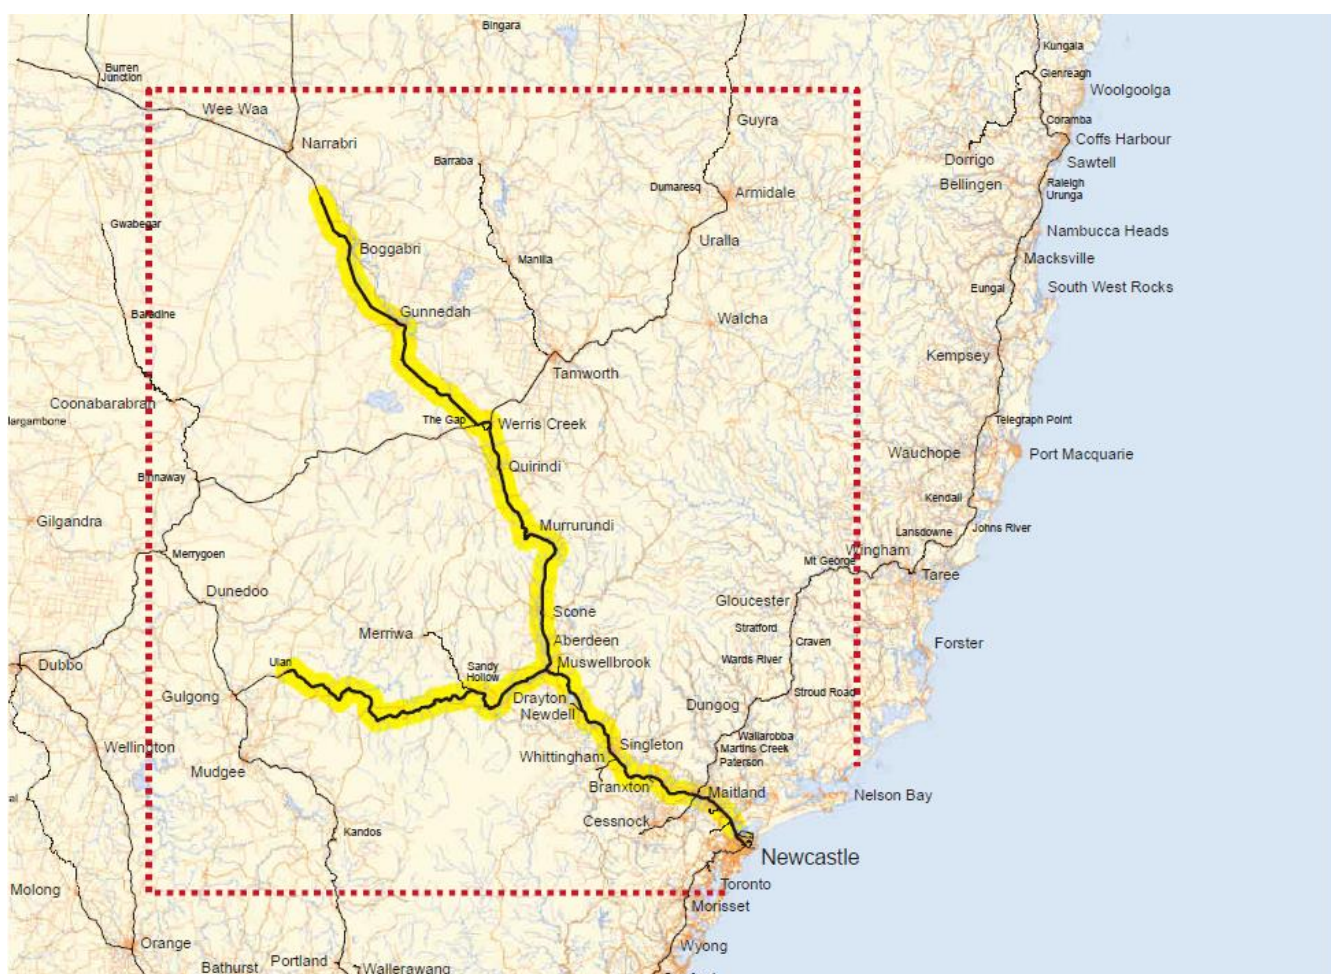 Bingara
Kungala
Burren
Junction
Glenreagh
Woolgoolga
Wee Waa
Guyra
Coramba
Narrabri
Coffs Harbour
Barraba
Dorrigo
Sawtell
Dumaresq
Armidale
Bellingen
Raleigh
Urunga
Gwabegar
Uralla
Nambucca Heads
Boggabri
Manilla
Macksville
Eungai
South West Rocks
Baradine
Gunnedah
Walcha
Kempsey
Tamworth
Coonabarabran
The Gap
Werris Creek
Telegraph Point
Wauchope
Port Macquarie
Quirindi
Binnaway
Kendall
Gilgandra
Murrurundi
Lansdowne
Johns River
Merrygoen
Mt George
Wingham
Taree
Dunedoo
Gloucester
Scone
Merriwa
Stratford
Aberdeen
Craven
Forster
Dubbo
Ulan
Sandy
Hollow
Muswellbrook
Wards River
Gulgong
Drayton
Newdell
Stroud Road
Dungog
Wellington
Singleton
Wallarobba
Martins Creek
Paterson
Whittingham
Mudgee
Branxton
Maitland
Nelson Bay
Cessnock
Kandos
Newcastle
Molong
Toronto
Morisset
Orange
Wyong
Bathurst
Portland
Wallerawang